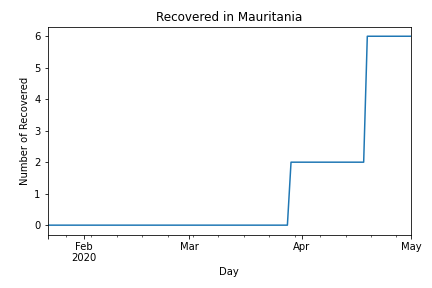 Recovered in Mauritania
6
5
4
3
2
1
0
Number of Recovered
Feb
2020
Mar
Apr
May
Day